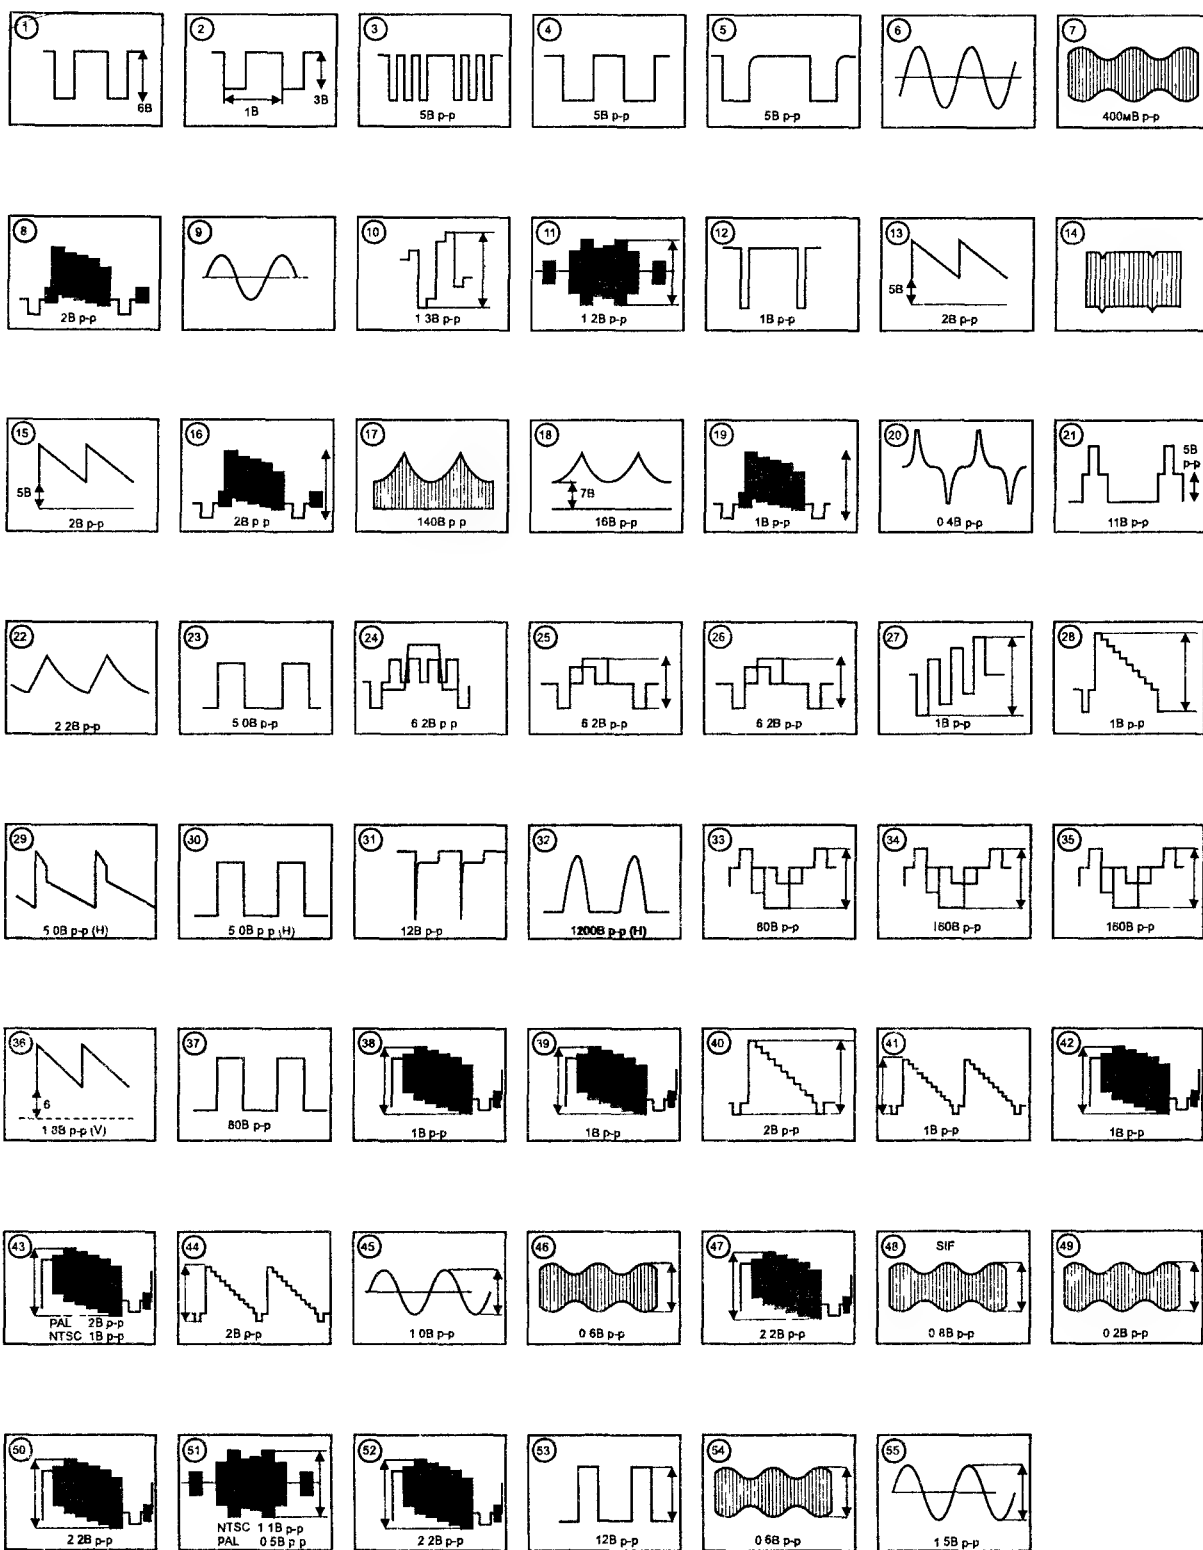 1
6В
2
1В
3В
3
5В р-р
4
5В р-р
5
5В р-р
6
7
400мВ р-р
8
2В р-р
9
10
1 3В р-р
11
1 2В р-р
12
1В р-р
13
5В
2В р-р
14
15
5В
2В р-р
16
2В р р
17
140В р р
18
7В
16В р-р
19
1В р-р
20
0 4В р-р
21
5В
р-р
11В р-р
22
2 2В р-р
23
5 0В р-р
24
6 2В р р
25
6 2В р-р
26
6 2В р-р
27
1В р-р
28
1В р-р
29
5 0В р-р (H)
30
5 0В р р (H)
31
12В р-р
32
1200В р-р (H)
33
80В р-р
34
160В р-р
35
160В р-р
36
6
1 8В р-р (V)
37
80В р-р
38
1В р-р
39
1В р-р
40
2В р-р
41
1В р-р
42
1В р-р
43
PAL 2В р-р
NTSC 1В р-р
44
2В р-р
45
1 0В р-р
46
0 6В р-р
47
2 2В р-р
48
SIF
0 8В р-р
49
0 2В р-р
50
2 2В р-р
51
NTSC 1 1В р-р
PAL 0 5В р р
52
2 2В р-р
53
12В р-р
54
0 6В р-р
55
1 5В р-р